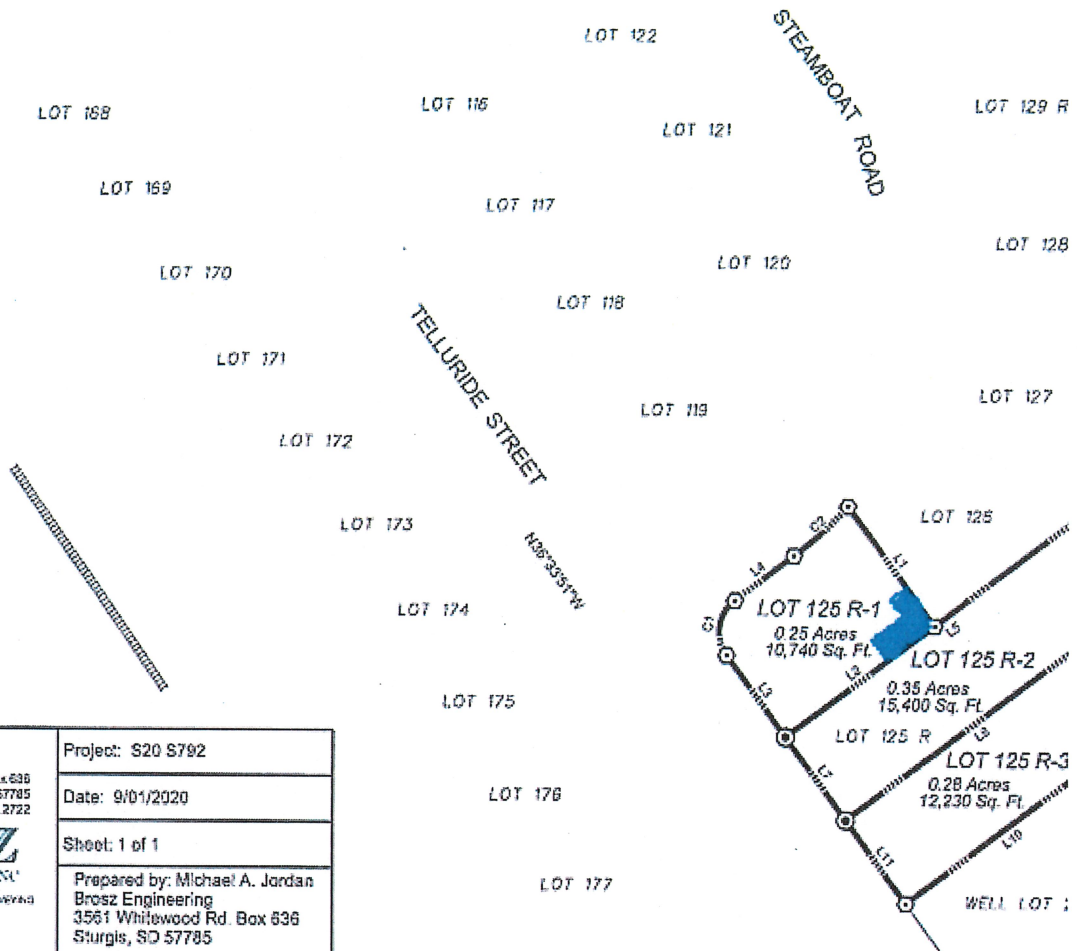 LOT 122
STEAMBOAT ROAD
LOT 168
LOT 116
LOT 129 R
LOT 121
LOT 169
LOT 117
LOT 128
LOT 120
LOT 170
LOT 118
TELLURIDE STREET
LOT 171
LOT 127
LOT 119
LOT 172
LOT 173
LOT 126
N36°33'51"W
C2
L1
L4
C1
LOT 125 R-1
0.25 Acres
10,740 Sq. Ft.
L5
LOT 174
L2
LOT 125 R-2
0.35 Acres
15,400 Sq. Ft.
L3
LOT 175
LOT 125 R
L8
L7
LOT 125 R-3
0.28 Acres
12,230 Sq. Ft.
LOT 176
L10
L11
LOT 177
WELL LOT
Project: S20 S792
Date: 9/01/2020
Sheet: 1 of 1
Prepared by: Michael A. Jordan
Brosz Engineering
3561 Whitewood Rd. Box 636
Sturgis, SD 57785
636
57785
2722
Z